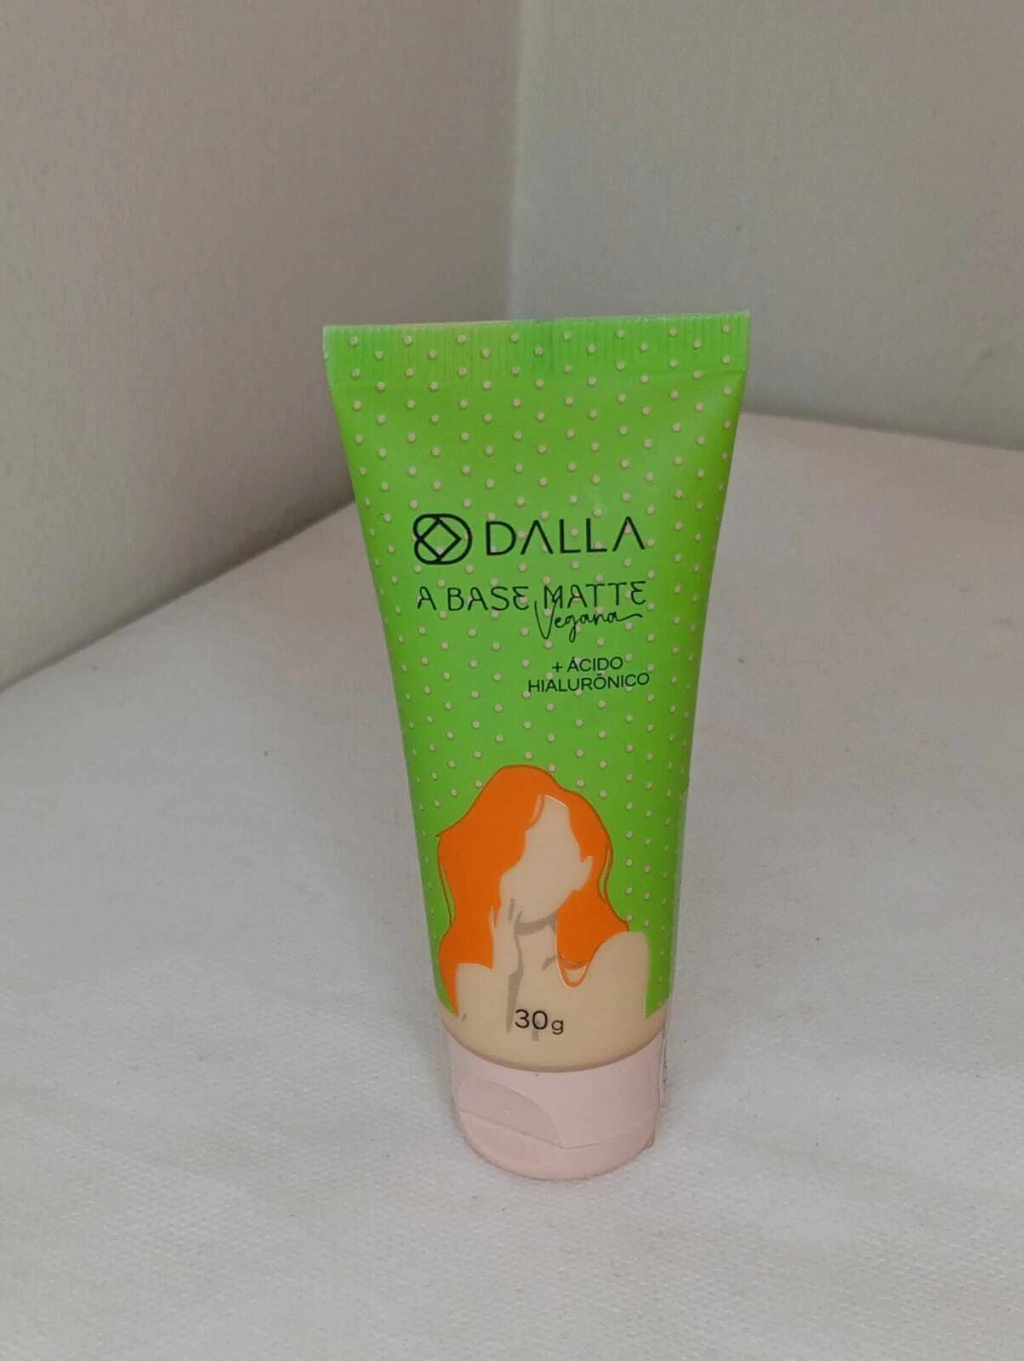 DALLA
A BASE MATTE
Vegana
+ ÁCIDO
HIALURÔNICO
30g